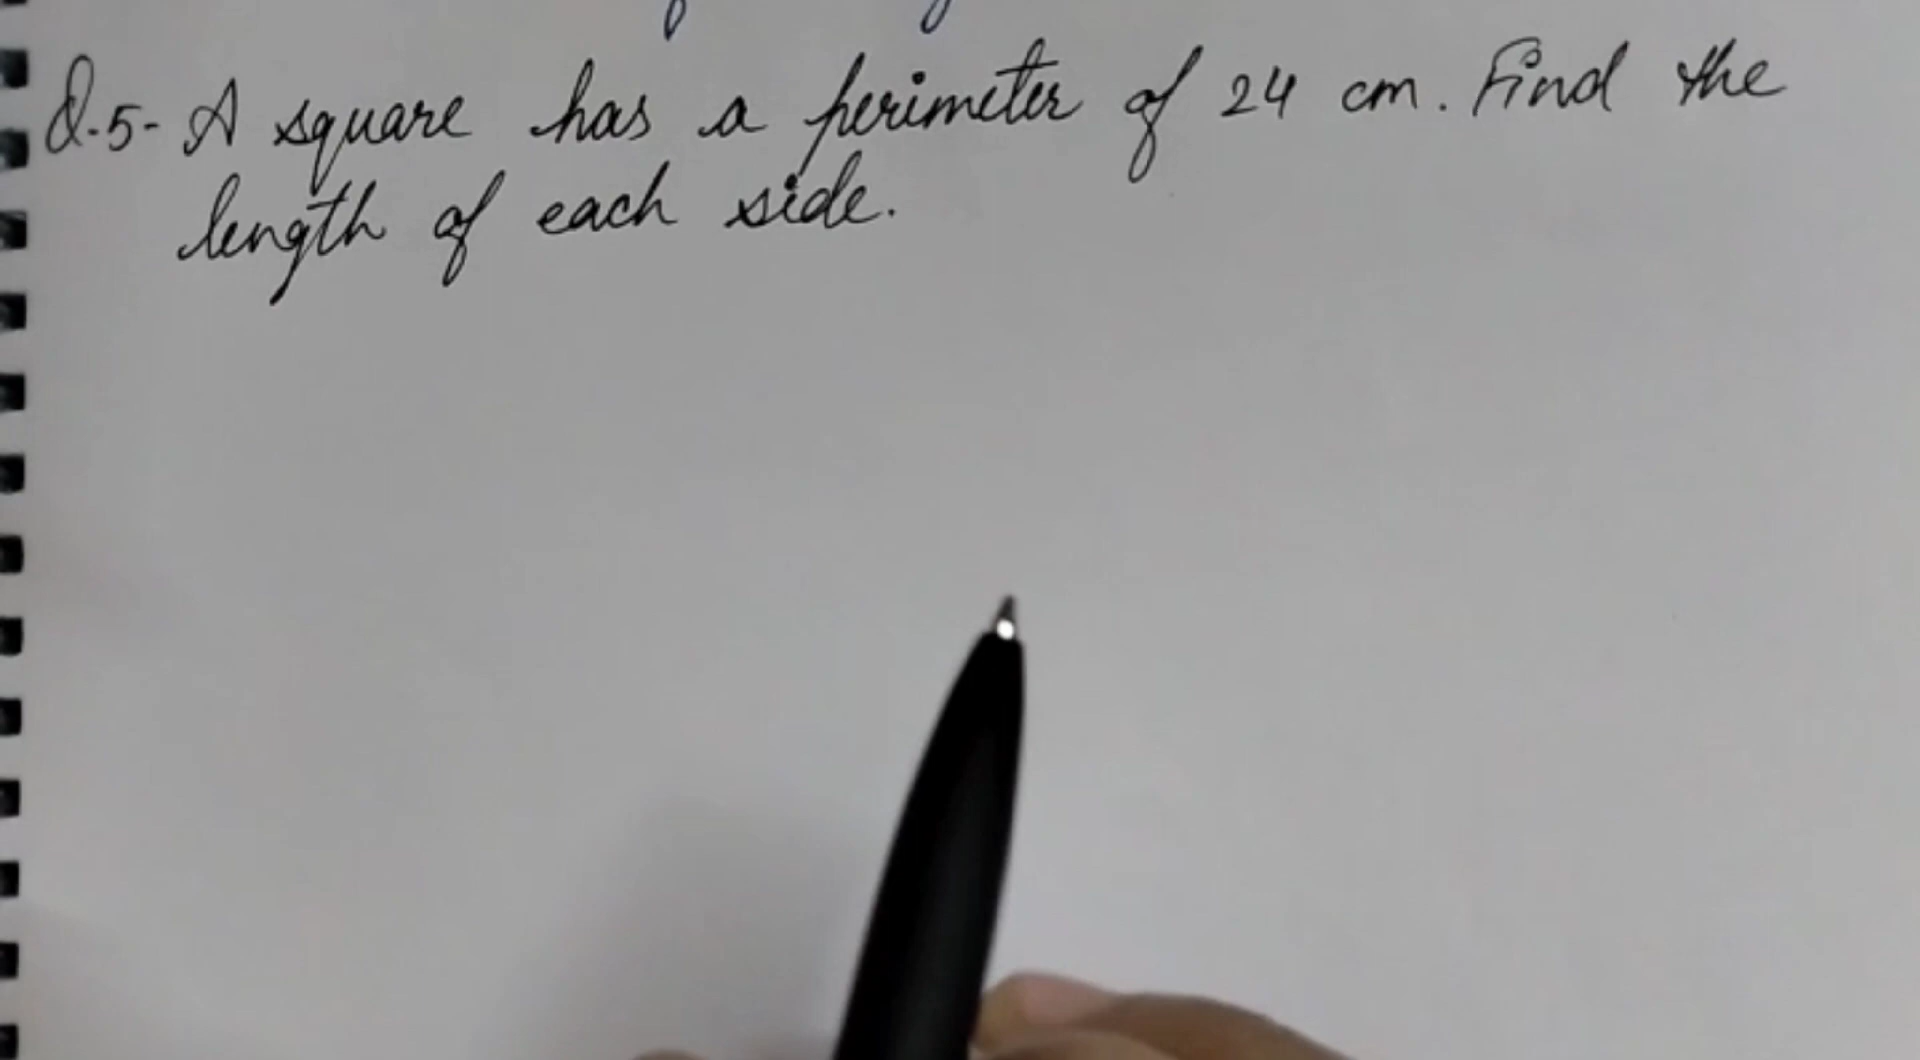 Q.5- A square has a perimeter of 24 cm. Find the
length of each side.